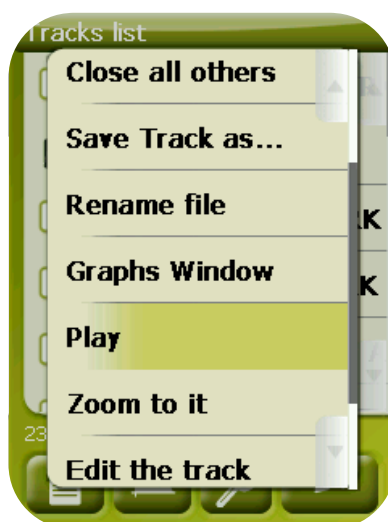 Tracks list
Close all others
R
Save Track as...
Rename file
RK
Graphs Window
K
Play
Zoom to it
23
Edit the track